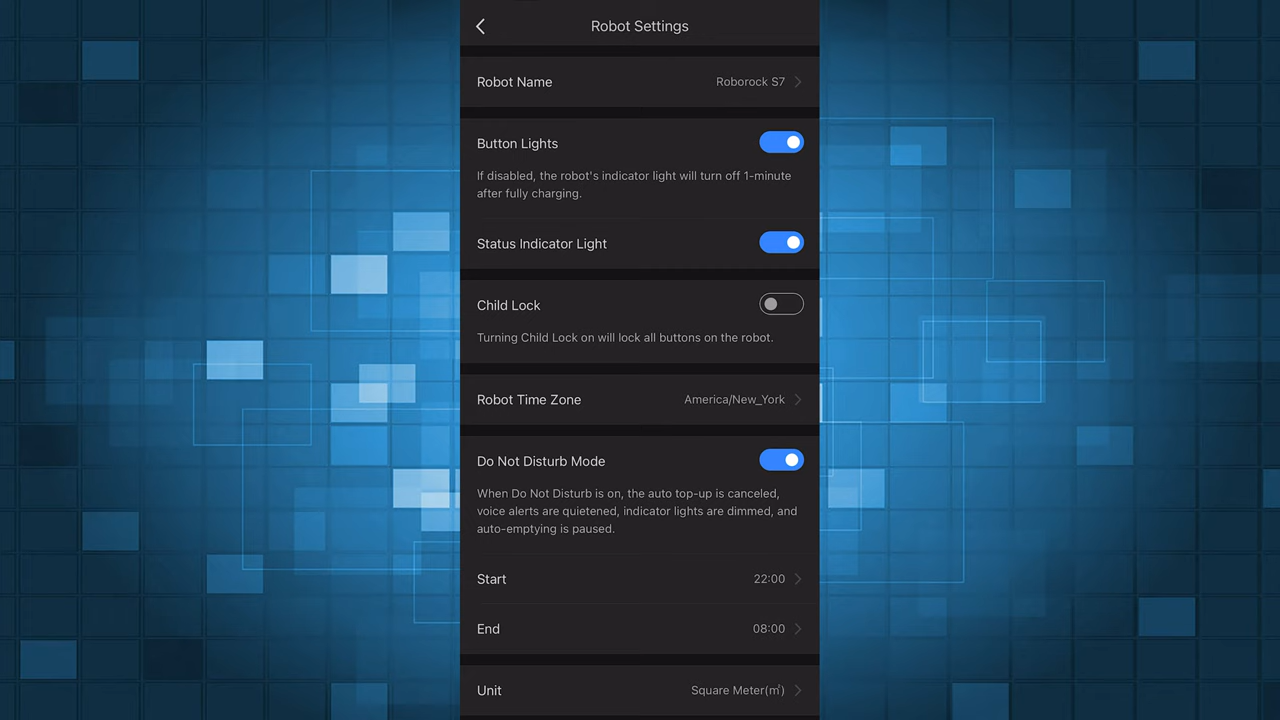 Robot Settings
Robot Name
Roborock S7
Button Lights
If disabled, the robot's indicator light will turn off 1-minute
after fully charging.
Status Indicator Light
Child Lock
Turning Child Lock on will lock all buttons on the robot.
Robot Time Zone
America/New_York
Do Not Disturb Mode
When Do Not Disturb is on, the auto top-up is canceled,
voice alerts are quietened, indicator lights are dimmed, and
auto-emptying is paused.
Start
22:00
End
08:00
Unit
Square Meter(㎡)